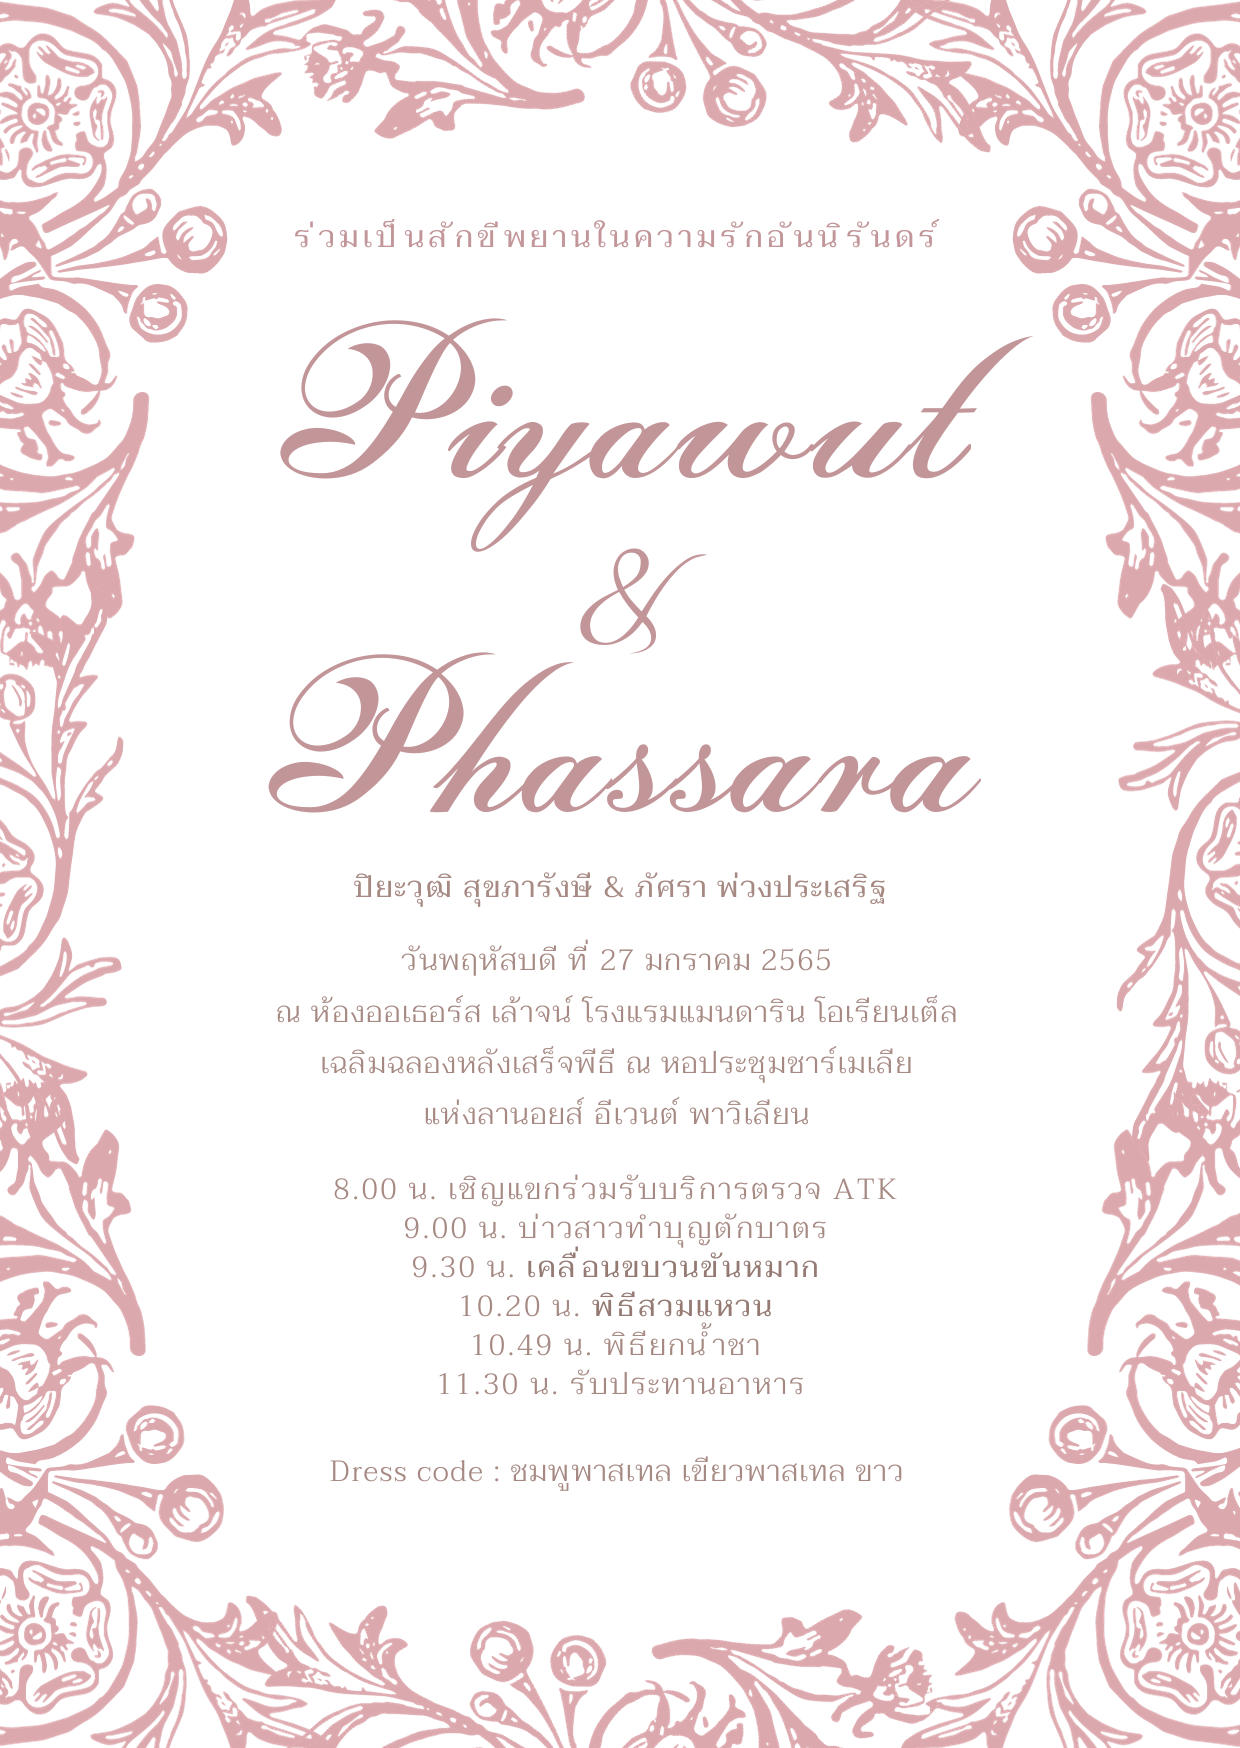 ร่วมเป็นสักขีพยานในความรักอันนิรันดร์
Piyawut
&
Phassara
ปิยะวุฒิ สุขภารังษี & ภัศรา พ่วงประเสริฐ
วันพฤหัสบดี ที่ 27 มกราคม 2565
ณ ห้องออเธอร์ส เล้าจน์ โรงแรมแมนดาริน โอเรียนเต็ล
เฉลิมฉลองหลังเสร็จพีธี ณ หอประชุมชาร์เมเลีย
แห่งลานอยส์ อีเวนต์ พาวิเลียน
8.00 น. เชิญแขกร่วมรับบริการตรวจ ATK
9.00 น. บ่าวสาวทำบุญตักบาตร
9.30 น. เคลื่อนขบวนขันหมาก
10.20 น. พิธีสวมแหวน
10.49 น. พิธียกน้ำชา
11.30 น. รับประทานอาหาร
Dress code : ชมพูพาสเทล เขียวพาสเทล ขาว